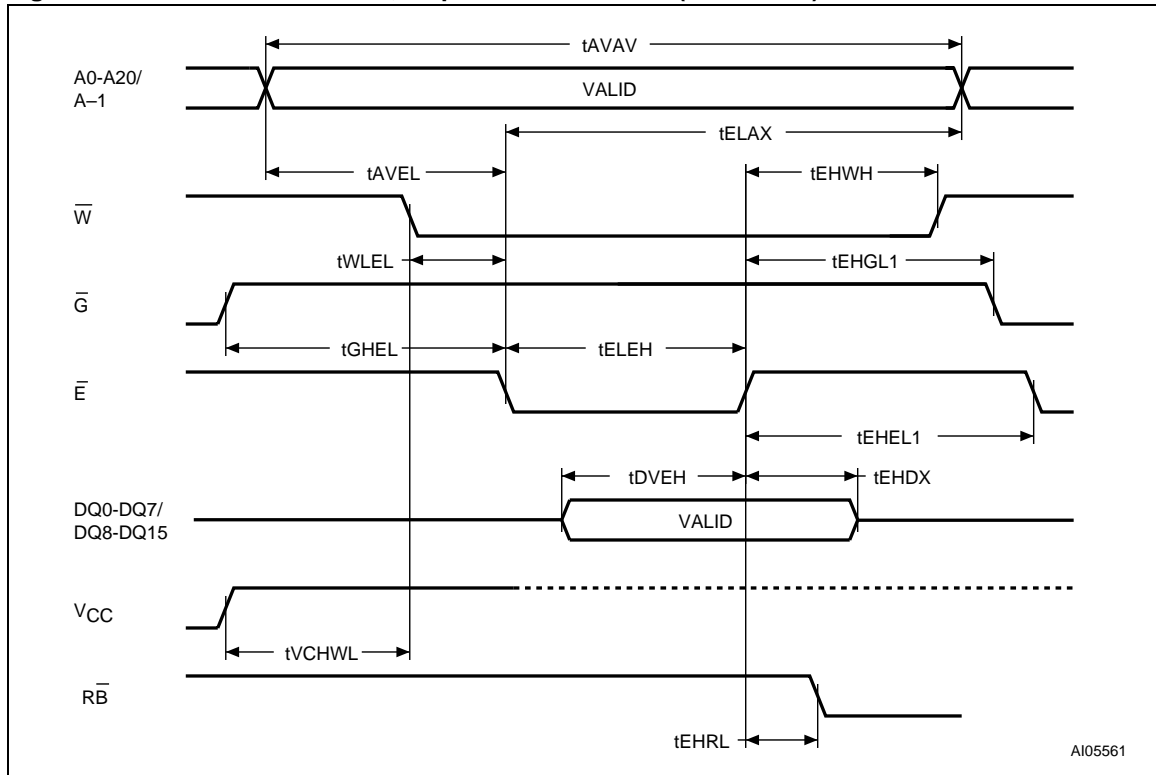 tAVAV
A0-A20/
A–1
VALID
tELAX
tAVEL
tEHWH
W̅
tWLEL
tEHGL1
G̅
tGHEL
tELEH
E̅
tEHEL1
tDVEH
tEHDX
DQ0-DQ7/
DQ8-DQ15
VALID
VCC
tVCHWL
RB̅
tEHRL
AI05561